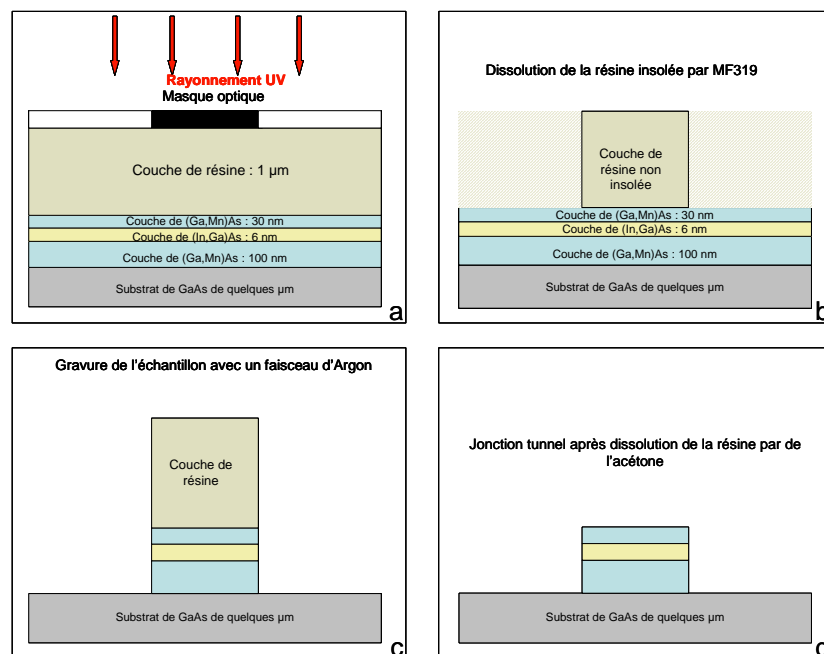 Rayonnement UV
Masque optique
Couche de résine : 1 µm
Couche de (Ga,Mn)As : 30 nm
Couche de (In,Ga)As : 6 nm
Couche de (Ga,Mn)As : 100 nm
Substrat de GaAs de quelques µm
a
Dissolution de la résine insolée par MF319
Couche de
résine non
insolée
Couche de (Ga,Mn)As : 30 nm
Couche de (In,Ga)As : 6 nm
Couche de (Ga,Mn)As : 100 nm
Substrat de GaAs de quelques µm
b
Gravure de l'échantillon avec un faisceau d'Argon
Couche de
résine
Substrat de GaAs de quelques µm
c
Jonction tunnel après dissolution de la résine par de
l'acétone
Substrat de GaAs de quelques µm
d